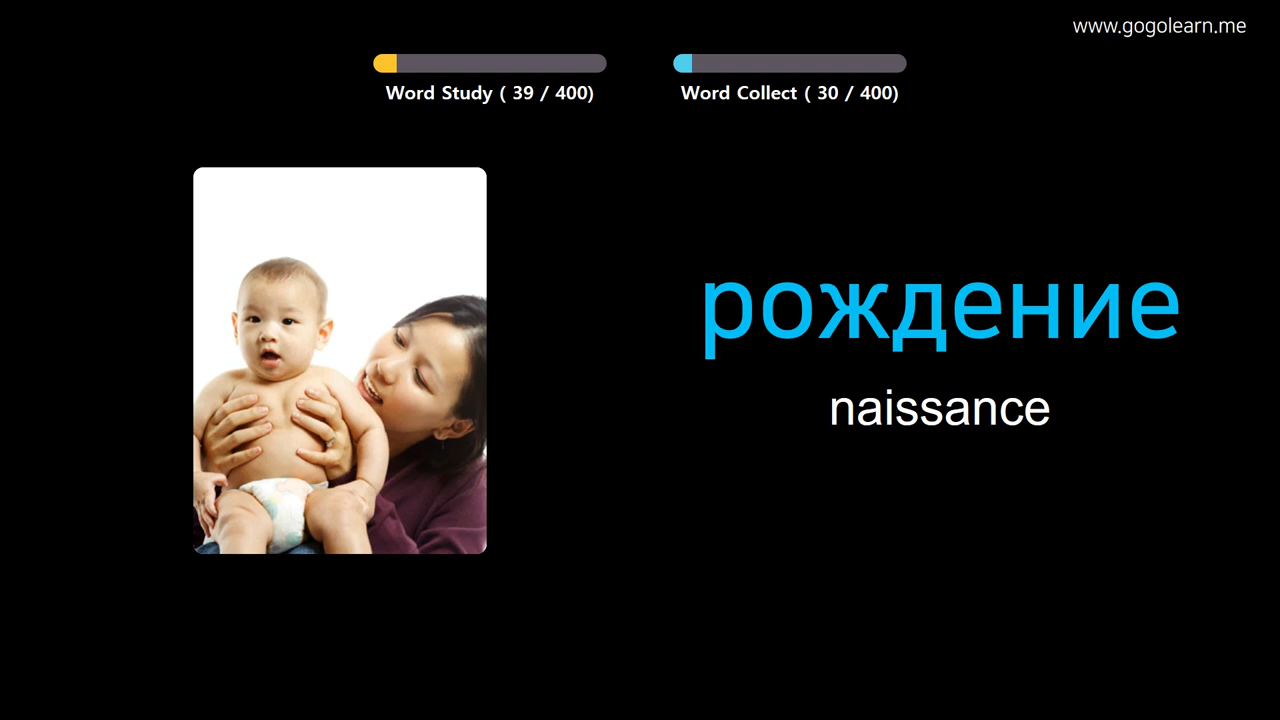 www.gogolearn.me
Word Study ( 39 / 400)
Word Collect ( 30 / 400)
рождение
naissance